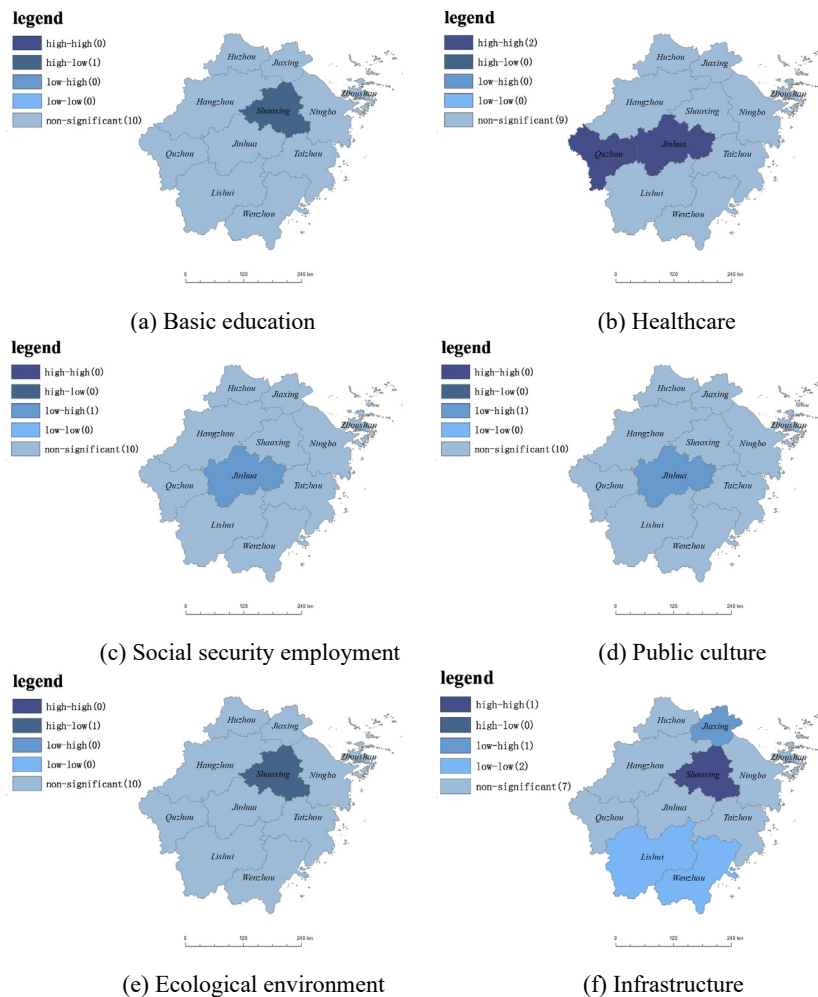 legend
high-high(0)
high-low(1)
low-high(0)
low-low(0)
non-significant(10)
Huzhou
Jiaxing
Hangzhou
Shaoxing
Ningbo
Zhoushan
Quzhou
Jinhua
Taizhou
Lishui
Wenzhou
0 120 240 km
(a) Basic education
legend
high-high(2)
high-low(0)
low-high(0)
low-low(0)
non-significant(9)
Huzhou
Jiaxing
Hangzhou
Shaoxing
Ningbo
Zhoushan
Quzhou
Jinhua
Taizhou
Lishui
Wenzhou
0 120 240 km
(b) Healthcare
legend
high-high(0)
high-low(0)
low-high(1)
low-low(0)
non-significant(10)
Huzhou
Jiaxing
Hangzhou
Shaoxing
Ningbo
Zhoushan
Quzhou
Jinhua
Taizhou
Lishui
Wenzhou
0 120 240 km
(c) Social security employment
legend
high-high(0)
high-low(0)
low-high(1)
low-low(0)
non-significant(10)
Huzhou
Jiaxing
Hangzhou
Shaoxing
Ningbo
Zhoushan
Quzhou
Jinhua
Taizhou
Lishui
Wenzhou
0 120 240 km
(d) Public culture
legend
high-high(0)
high-low(1)
low-high(0)
low-low(0)
non-significant(10)
Huzhou
Jiaxing
Hangzhou
Shaoxing
Ningbo
Zhoushan
Quzhou
Jinhua
Taizhou
Lishui
Wenzhou
0 120 240 km
(e) Ecological environment
legend
high-high(1)
high-low(0)
low-high(1)
low-low(2)
non-significant(7)
Huzhou
Jiaxing
Hangzhou
Shaoxing
Ningbo
Zhoushan
Quzhou
Jinhua
Taizhou
Lishui
Wenzhou
0 120 240 km
(f) Infrastructure